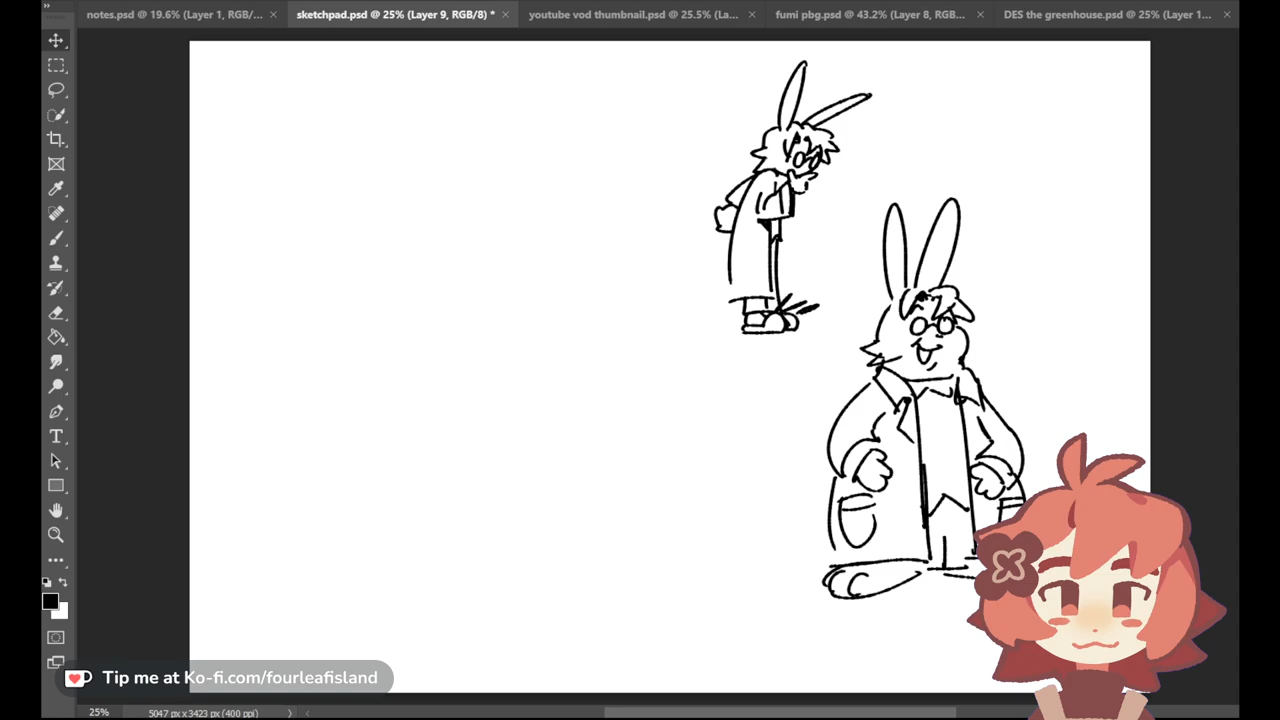 notes.psd @ 19.6% (Layer 1, RGB/...
sketchpad.psd @ 25% (Layer 9, RGB/8) *
youtube vod thumbnail.psd @ 25.5% (La...
fumi pbg.psd @ 43.2% (Layer 8, RGB...
DES the greenhouse.psd @ 25% (Layer 1...
Tip me at Ko-fi.com/fourleafisland
25%
5047 px x 3423 px (400 ppi)